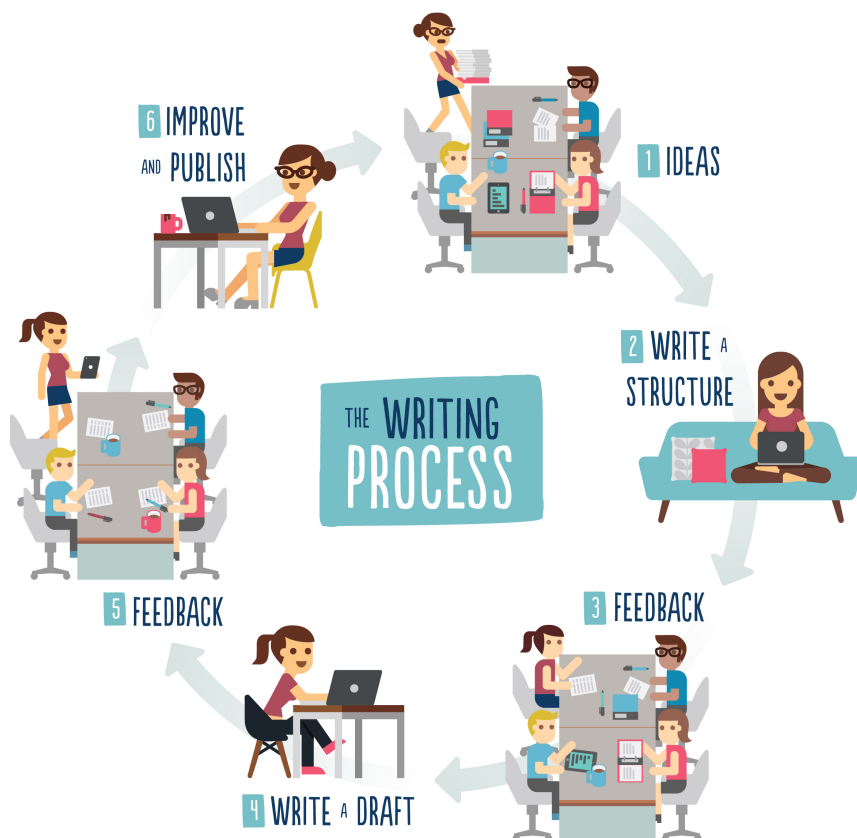 THE WRITING
PROCESS
1 IDEAS
2 WRITE A
STRUCTURE
3 FEEDBACK
4 WRITE A DRAFT
5 FEEDBACK
6 IMPROVE
AND PUBLISH